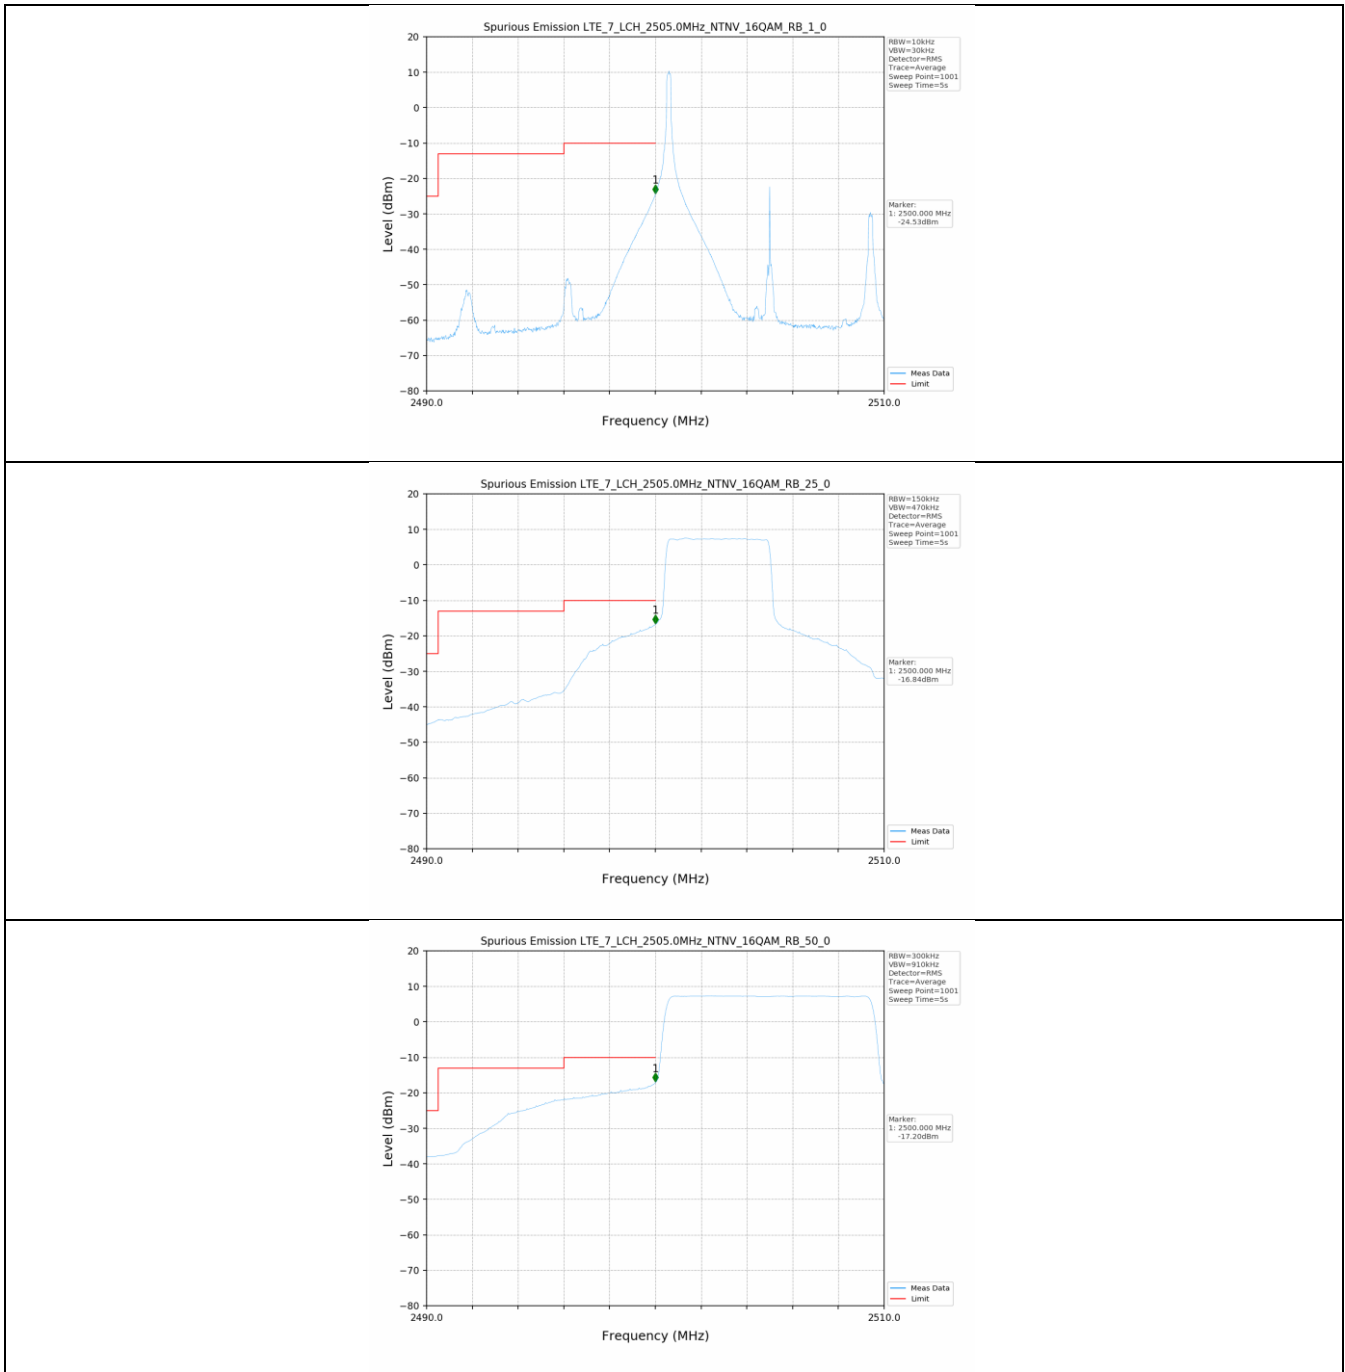 Spurious Emission LTE_7_LCH_2505.0MHz_NTNV_16QAM_RB_1_0
20
10
0
−10
−20
−30
−40
−50
−60
−70
−80
Level (dBm)
1
2490.0
2510.0
Frequency (MHz)
RBW=10kHz
VBW=30kHz
Detector=RMS
Trace=Average
Sweep Point=1001
Sweep Time=5s
Marker:
1: 2500.000 MHz
-24.53dBm
Meas Data
Limit
Spurious Emission LTE_7_LCH_2505.0MHz_NTNV_16QAM_RB_25_0
20
10
0
−10
−20
−30
−40
−50
−60
−70
−80
Level (dBm)
1
2490.0
2510.0
Frequency (MHz)
RBW=150kHz
VBW=470kHz
Detector=RMS
Trace=Average
Sweep Point=1001
Sweep Time=5s
Marker:
1: 2500.000 MHz
-16.84dBm
Meas Data
Limit
Spurious Emission LTE_7_LCH_2505.0MHz_NTNV_16QAM_RB_50_0
20
10
0
−10
−20
−30
−40
−50
−60
−70
−80
Level (dBm)
1
2490.0
2510.0
Frequency (MHz)
RBW=300kHz
VBW=910kHz
Detector=RMS
Trace=Average
Sweep Point=1001
Sweep Time=5s
Marker:
1: 2500.000 MHz
-17.20dBm
Meas Data
Limit